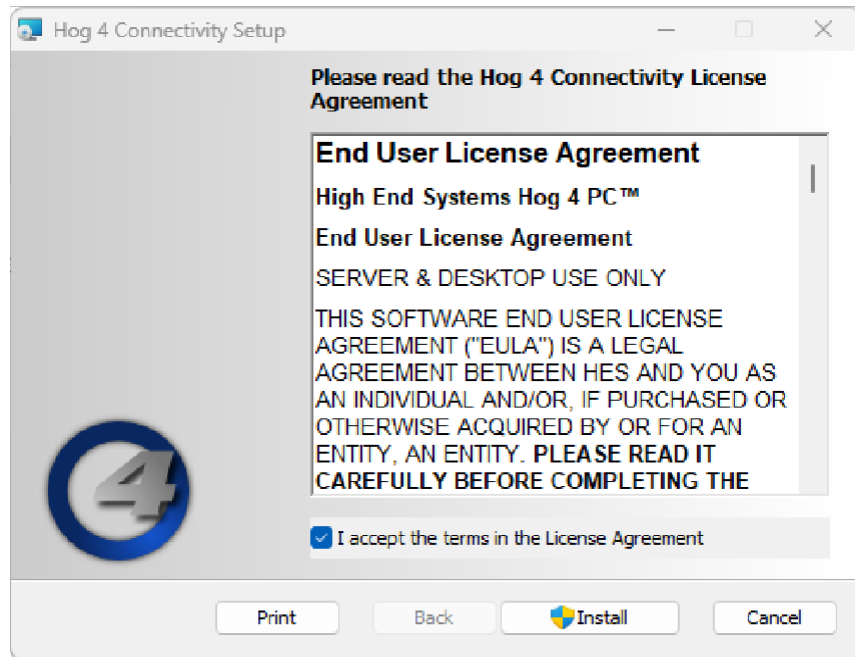 Hog 4 Connectivity Setup
Please read the Hog 4 Connectivity License
Agreement
End User License Agreement
High End Systems Hog 4 PC™
End User License Agreement
SERVER & DESKTOP USE ONLY
THIS SOFTWARE END USER LICENSE
AGREEMENT ("EULA") IS A LEGAL
AGREEMENT BETWEEN HES AND YOU AS
AN INDIVIDUAL AND/OR, IF PURCHASED OR
OTHERWISE ACQUIRED BY OR FOR AN
ENTITY, AN ENTITY. PLEASE READ IT
CAREFULLY BEFORE COMPLETING THE
4
I accept the terms in the License Agreement
Print
Back
Install
Cancel